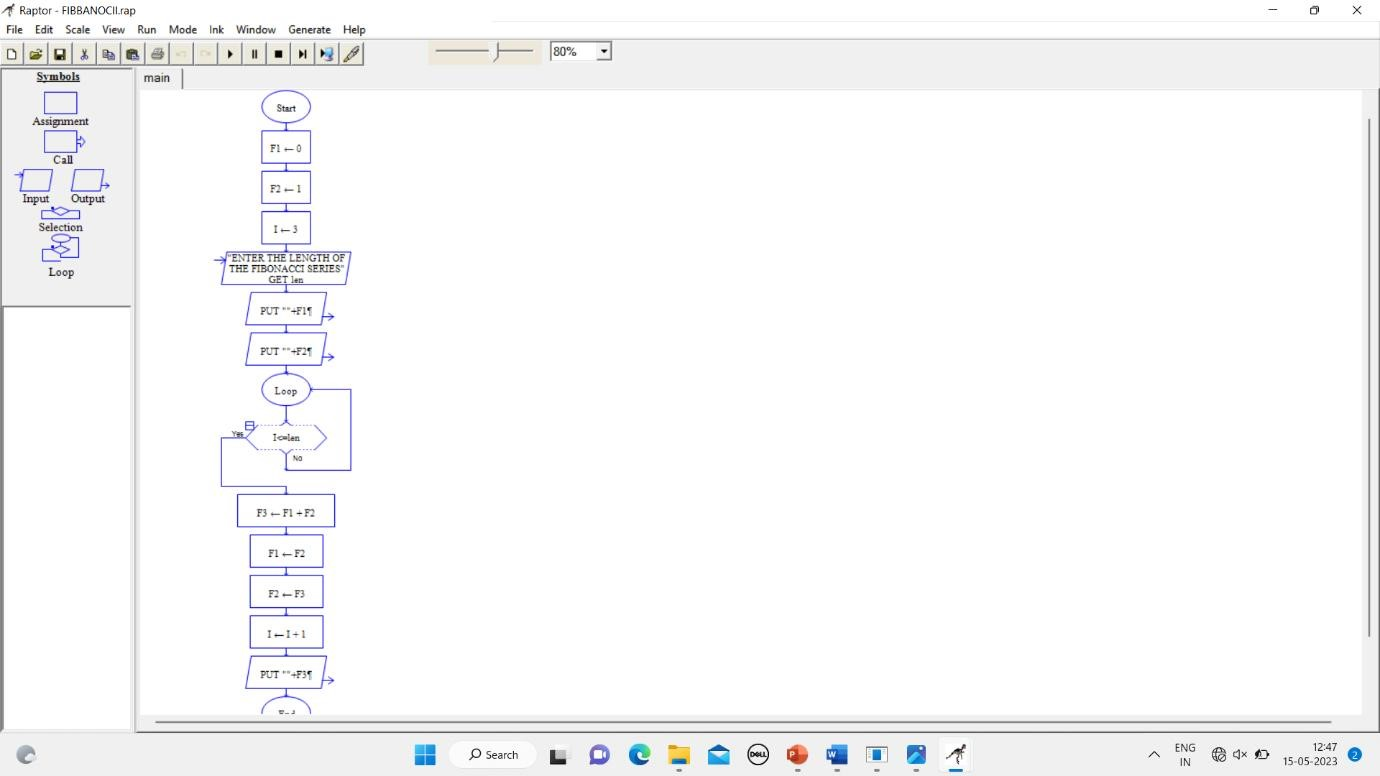 Raptor - FIBBANOCII.rap
File Edit Scale View Run Mode Ink Window Generate Help
80%
Symbols
Assignment
Call
Input Output
Selection
Loop
main
Start
F1 ← 0
F2 ← 1
I ← 3
"ENTER THE LENGTH OF
THE FIBONACCI SERIES"
GET len
PUT ""+F1¶
PUT ""+F2¶
Loop
Yes
I<=len
No
F3 ← F1 + F2
F1 ← F2
F2 ← F3
I ← I + 1
PUT ""+F3¶
End
Search
DELL
ENG
IN
12:47
15-05-2023
2